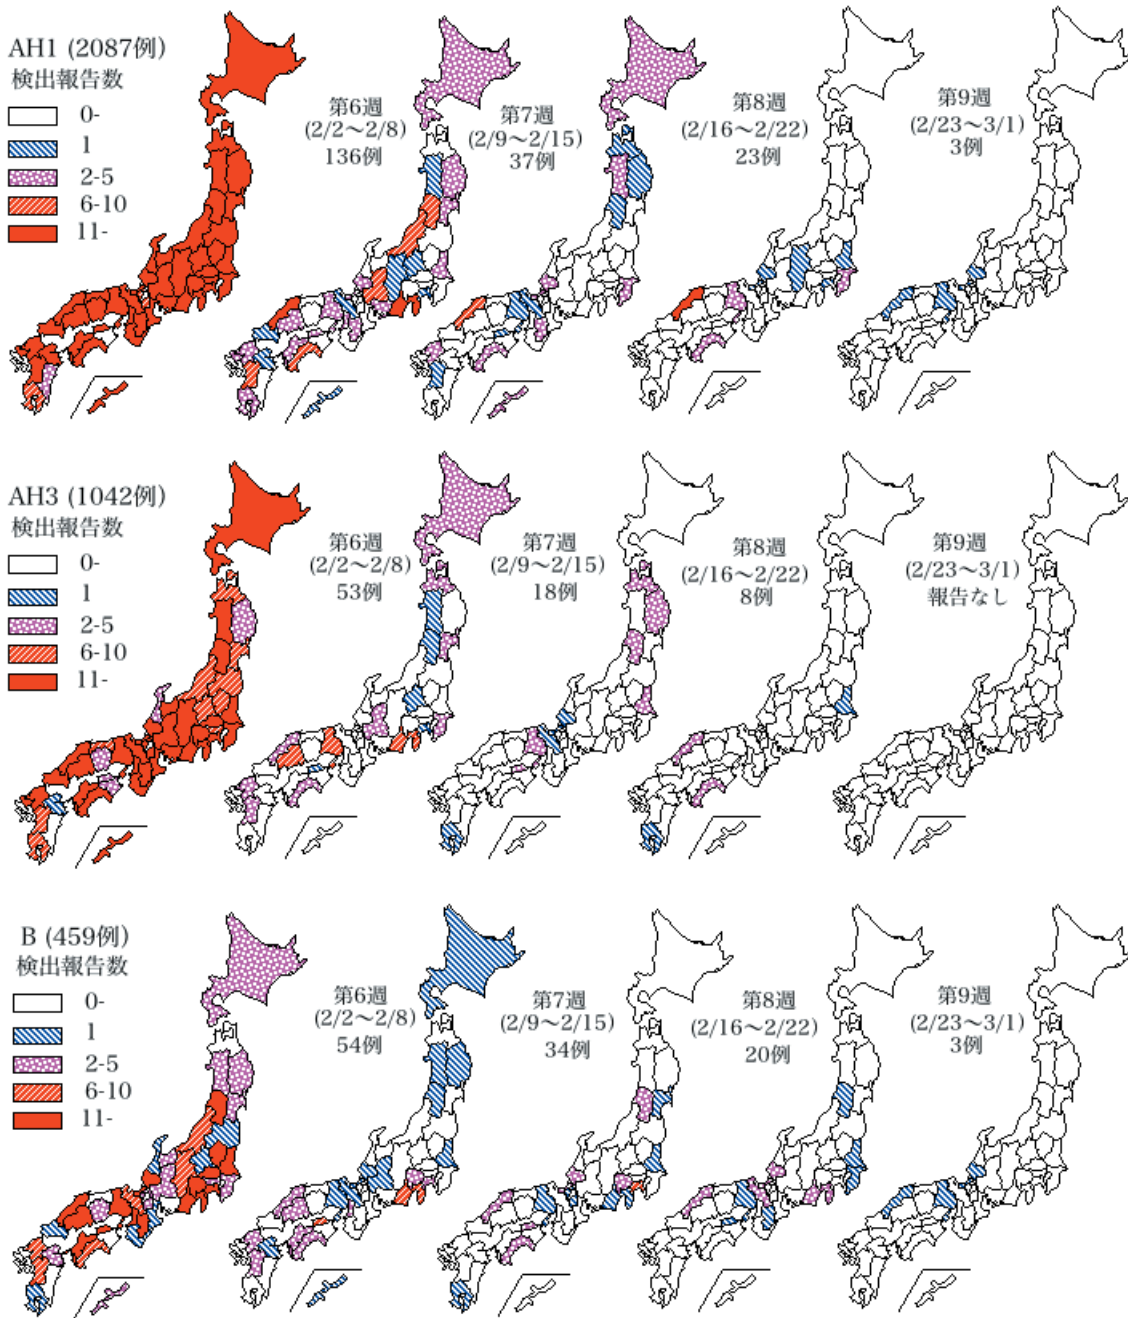 AH1 (2087例)
検出報告数
0-
1
2-5
6-10
11-
第6週
(2/2～2/8)
136例
第7週
(2/9～2/15)
37例
第8週
(2/16～2/22)
23例
第9週
(2/23～3/1)
3例
AH3 (1042例)
検出報告数
0-
1
2-5
6-10
11-
第6週
(2/2～2/8)
53例
第7週
(2/9～2/15)
18例
第8週
(2/16～2/22)
8例
第9週
(2/23～3/1)
報告なし
B (459例)
検出報告数
0-
1
2-5
6-10
11-
第6週
(2/2～2/8)
54例
第7週
(2/9～2/15)
34例
第8週
(2/16～2/22)
20例
第9週
(2/23～3/1)
3例